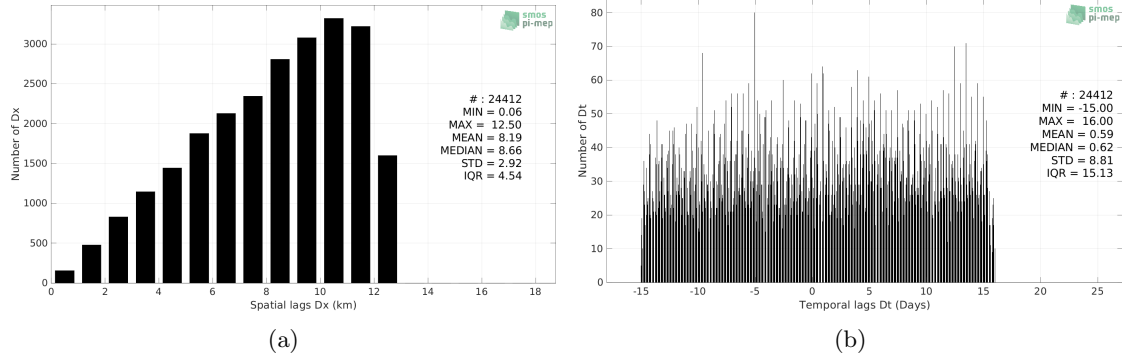 smos
pi-mep
3000
2500
2000
1500
1000
500
0
Number of Dx
# : 24412
MIN = 0.06
MAX = 12.50
MEAN = 8.19
MEDIAN = 8.66
STD = 2.92
IQR = 4.54
0 2 4 6 8 10 12 14 16 18
Spatial lags Dx (km)
(a)
smos
pi-mep
80
70
60
50
40
30
20
10
0
Number of Dt
# : 24412
MIN = -15.00
MAX = 16.00
MEAN = 0.59
MEDIAN = 0.62
STD = 8.81
IQR = 15.13
-15 -10 -5 0 5 10 15 20 25
Temporal lags Dt (Days)
(b)